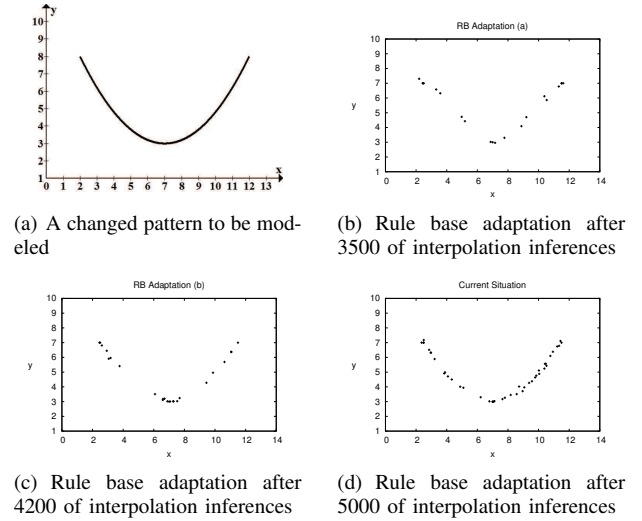 y
10
9
8
7
6
5
4
3
2
1
x
0 1 2 3 4 5 6 7 8 9 10 11 12 13
(a) A changed pattern to be mod-
eled
RB Adaptation (a)
10
9
8
7
6
5
4
3
2
1
y
0 2 4 6 8 10 12 14
x
(b) Rule base adaptation after
3500 of interpolation inferences
RB Adaptation (b)
10
9
8
7
6
5
4
3
2
1
y
0 2 4 6 8 10 12 14
x
(c) Rule base adaptation after
4200 of interpolation inferences
Current Situation
10
9
8
7
6
5
4
3
2
1
y
0 2 4 6 8 10 12 14
x
(d) Rule base adaptation after
5000 of interpolation inferences